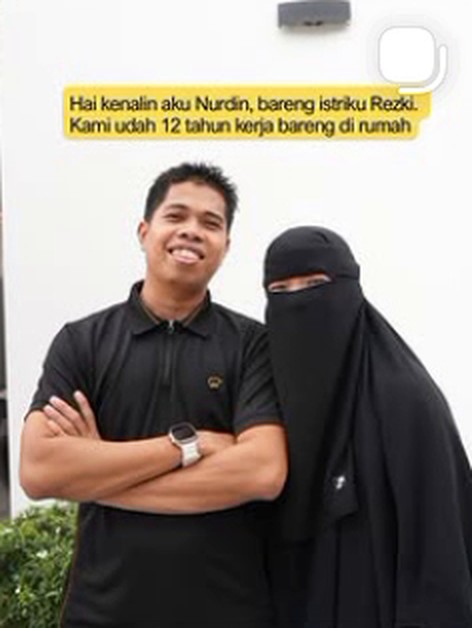 Hai kenalin aku Nurdin, bareng istriku Rezki.
Kami udah 12 tahun kerja bareng di rumah